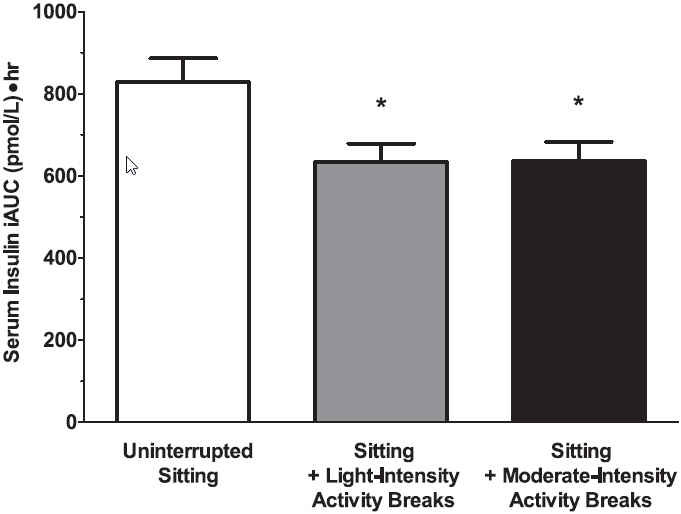 Serum Insulin iAUC (pmol/L)•hr
1000
800
600
400
200
0
*
*
Uninterrupted
Sitting
Sitting
+ Light-Intensity
Activity Breaks
Sitting
+ Moderate-Intensity
Activity Breaks